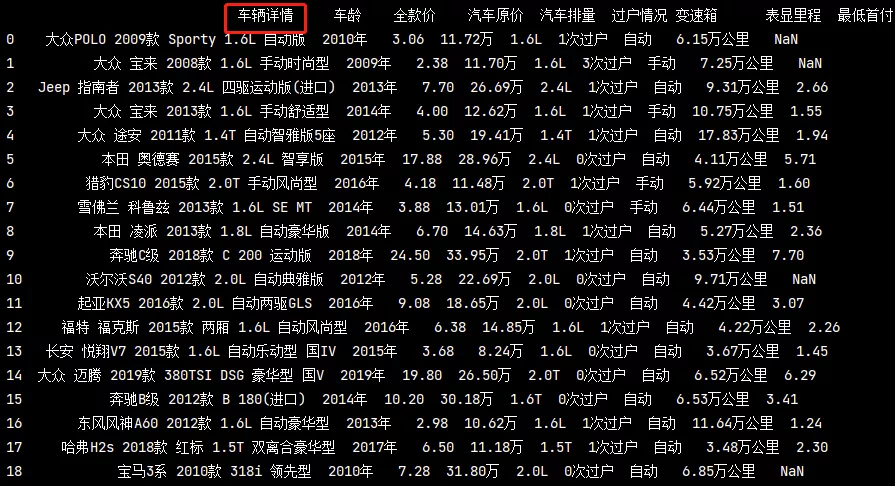 车辆详情 车龄 全款价 汽车原价 汽车排量 过户情况 变速箱 表显里程 最低首付
0 大众POLO 2009款 Sporty 1.6L 自动版 2010年 3.06 11.72万 1.6L 1次过户 自动 6.15万公里 NaN
1 大众 宝来 2008款 1.6L 手动时尚型 2009年 2.38 11.70万 1.6L 3次过户 手动 7.25万公里 NaN
2 Jeep 指南者 2013款 2.4L 四驱运动版(进口) 2013年 7.70 26.69万 2.4L 1次过户 自动 9.31万公里 2.66
3 大众 宝来 2013款 1.6L 手动舒适型 2014年 4.00 12.62万 1.6L 1次过户 手动 10.75万公里 1.55
4 大众 途安 2011款 1.4T 自动智雅版5座 2012年 5.30 19.41万 1.4T 1次过户 自动 17.83万公里 1.94
5 本田 奥德赛 2015款 2.4L 智享版 2015年 17.88 28.96万 2.4L 0次过户 自动 4.11万公里 5.71
6 猎豹CS10 2015款 2.0T 手动风尚型 2016年 4.18 11.48万 2.0T 1次过户 手动 5.92万公里 1.60
7 雪佛兰 科鲁兹 2013款 1.6L SE MT 2014年 3.88 13.01万 1.6L 0次过户 手动 6.44万公里 1.51
8 本田 凌派 2013款 1.8L 自动豪华版 2014年 6.70 14.63万 1.8L 1次过户 自动 5.27万公里 2.36
9 奔驰C级 2018款 C 200 运动版 2018年 24.50 33.95万 2.0T 1次过户 自动 3.53万公里 7.70
10 沃尔沃S40 2012款 2.0L 自动典雅版 2012年 5.28 22.69万 2.0L 0次过户 自动 9.71万公里 NaN
11 起亚KX5 2016款 2.0L 自动两驱GLS 2016年 9.08 18.65万 2.0L 0次过户 自动 4.42万公里 3.07
12 福特 福克斯 2015款 两厢 1.6L 自动风尚型 2016年 6.38 14.85万 1.6L 1次过户 自动 4.22万公里 2.26
13 长安 悦翔V7 2015款 1.6L 自动乐动型 国IV 2015年 3.68 8.24万 1.6L 0次过户 自动 3.67万公里 1.45
14 大众 迈腾 2019款 380TSI DSG 豪华型 国V 2019年 19.80 26.50万 2.0T 0次过户 自动 6.52万公里 6.29
15 奔驰B级 2012款 B 180(进口) 2014年 10.20 30.18万 1.6T 0次过户 自动 6.53万公里 3.41
16 东风风神A60 2012款 1.6L 自动豪华型 2013年 2.98 10.62万 1.6L 1次过户 自动 11.64万公里 1.24
17 哈弗H2s 2018款 红标 1.5T 双离合豪华型 2017年 6.50 11.18万 1.5T 1次过户 自动 3.48万公里 2.30
18 宝马3系 2010款 318i 领先型 2010年 7.28 31.80万 2.0L 0次过户 自动 6.85万公里 NaN